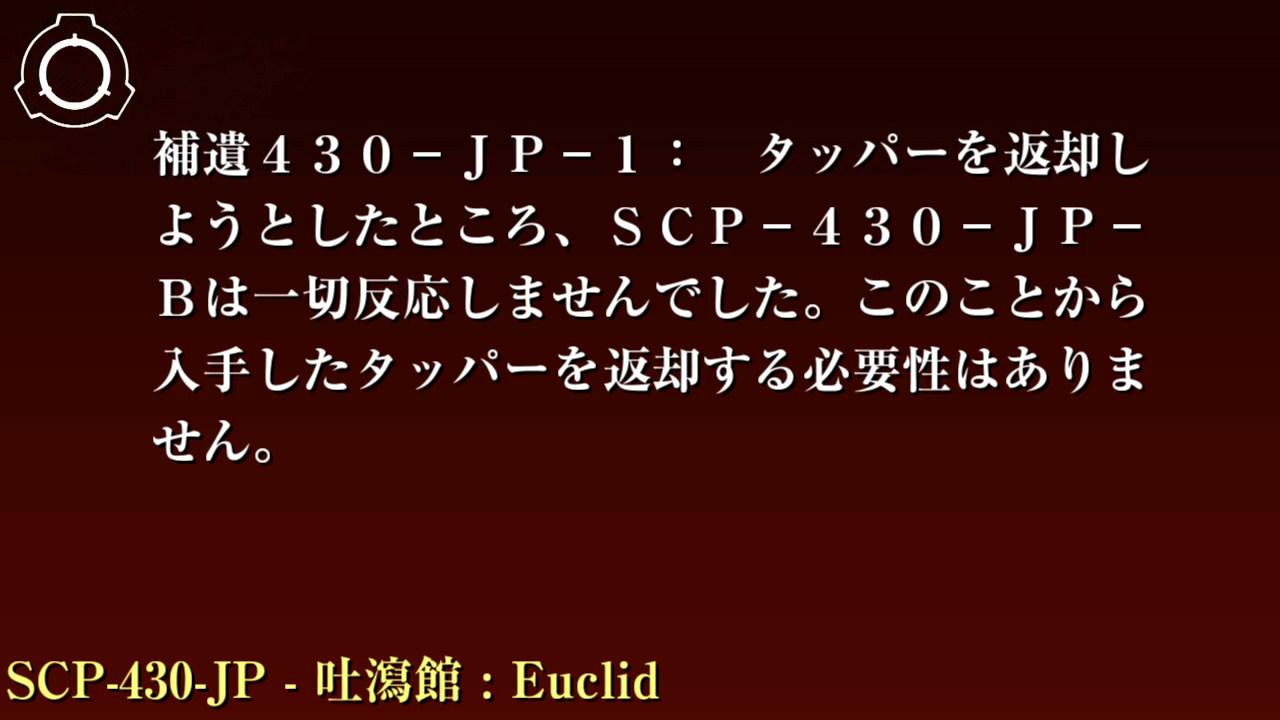 補遺430-JP-1: タッパーを返却し
ようとしたところ、SCP-430-JP-
Bは一切反応しませんでした。このことから
入手したタッパーを返却する必要性はありま
せん。
SCP-430-JP - 吐瀉館 : Euclid